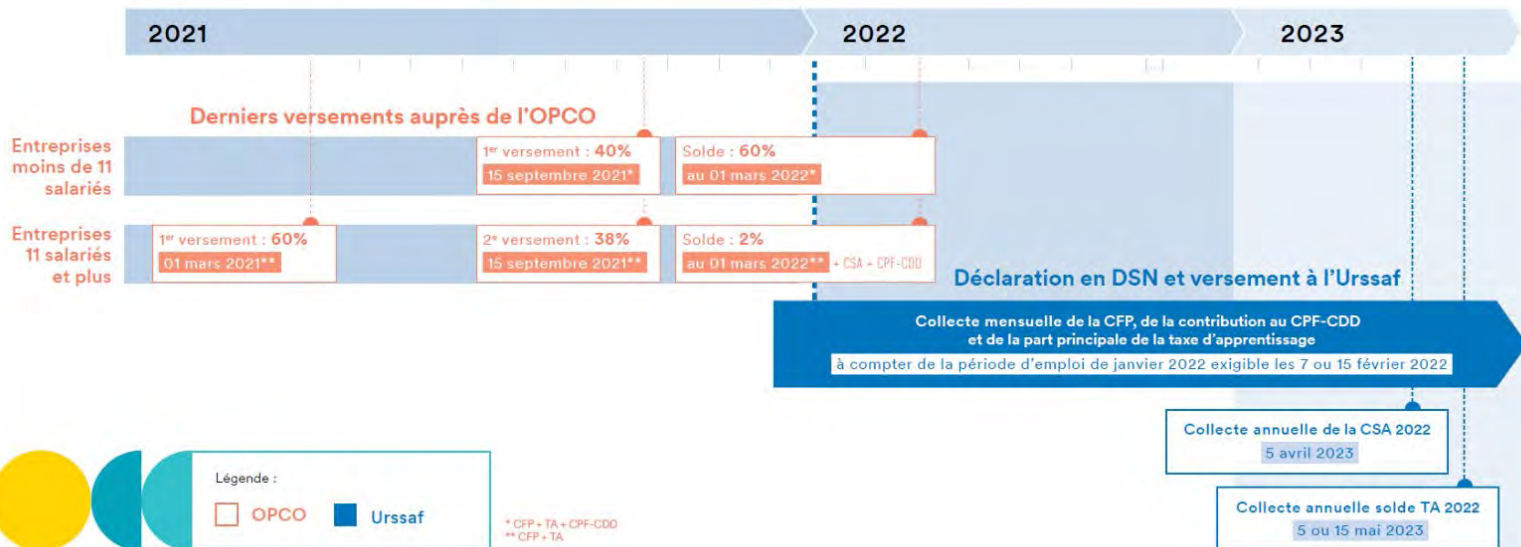 2021
2022
2023
Derniers versements auprès de l'OPCO
Entreprises
moins de 11
salariés
1er versement : 40%
15 septembre 2021*
Solde : 60%
au 01 mars 2022*
Entreprises
11 salariés
et plus
1er versement : 60%
01 mars 2021**
2e versement : 38%
15 septembre 2021**
Solde : 2%
au 01 mars 2022** + CSA + CPF-CDD
Déclaration en DSN et versement à l'Urssaf
Collecte mensuelle de la CFP, de la contribution au CPF-CDD
et de la part principale de la taxe d'apprentissage
à compter de la période d'emploi de janvier 2022 exigible les 7 ou 15 février 2022
Collecte annuelle de la CSA 2022
5 avril 2023
Collecte annuelle solde TA 2022
5 ou 15 mai 2023
Légende :
OPCO
Urssaf
* CFP + TA + CPF-CDD
** CFP + TA